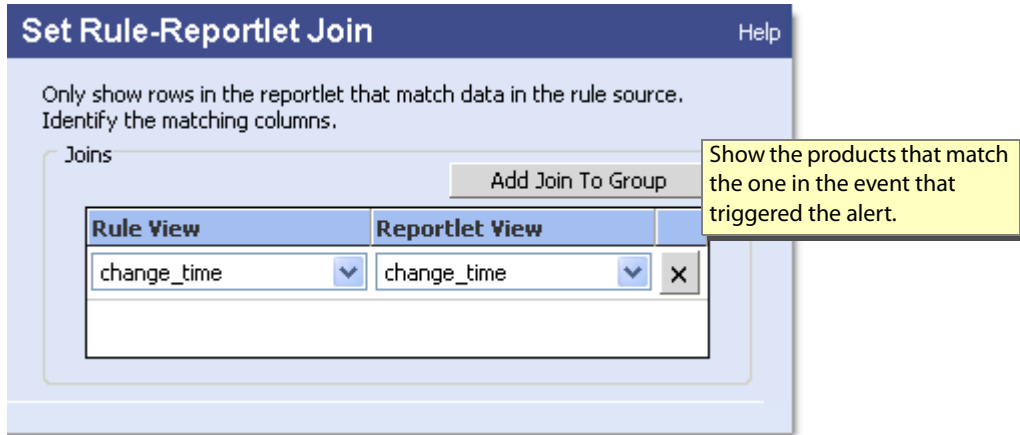 Set Rule-Reportlet Join
Help
Only show rows in the reportlet that match data in the rule source.
Identify the matching columns.
Joins
Add Join To Group
Show the products that match
the one in the event that
triggered the alert.
Rule View Reportlet View
change_time change_time